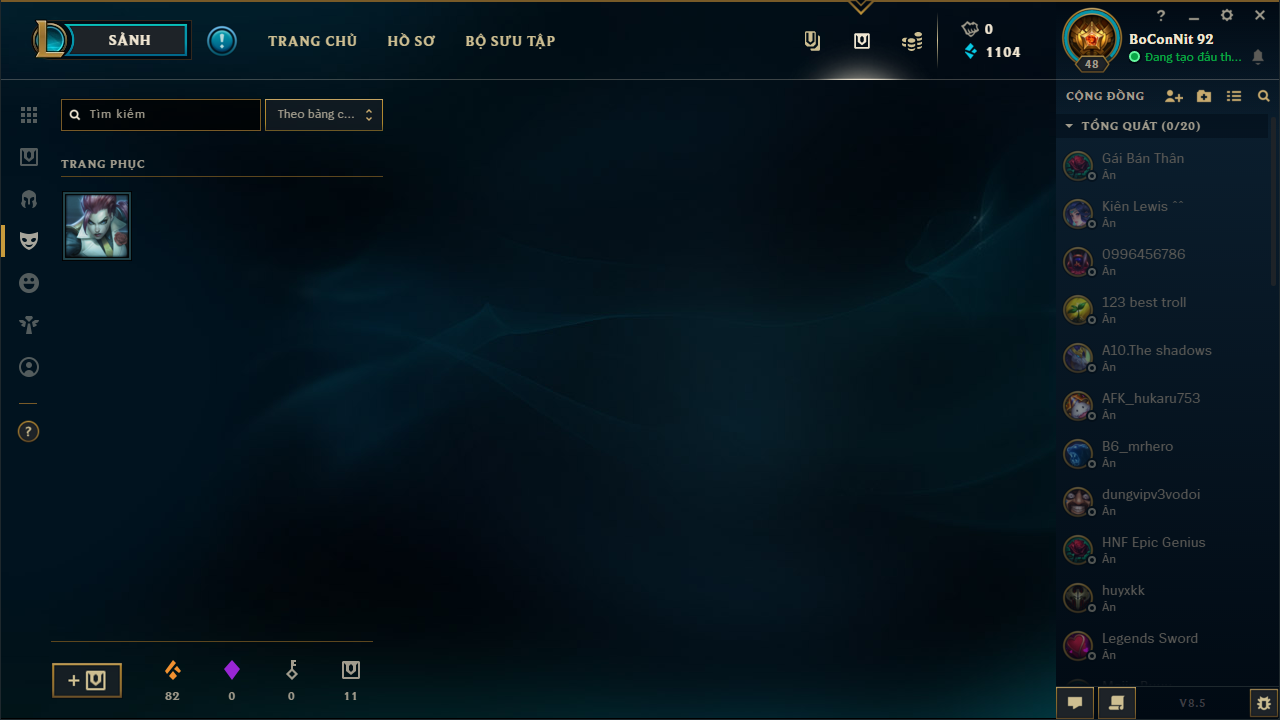 SẢNH
TRANG CHỦ
HỒ SƠ
BỘ SƯU TẬP
0
1104
48
BoConNit 92
Đang tạo đấu th...
Tìm kiếm
Theo bảng c...
TRANG PHỤC
82
0
0
11
CỘNG ĐỒNG
TỔNG QUÁT (0/20)
Gái Bán Thân
Ẩn
Kiên Lewis ^^
Ẩn
0996456786
Ẩn
123 best troll
Ẩn
A10.The shadows
Ẩn
AFK_hukaru753
Ẩn
B6_mrhero
Ẩn
dungvipv3vodoi
Ẩn
HNF Epic Genius
Ẩn
huyxkk
Ẩn
Legends Sword
Ẩn
V8.5